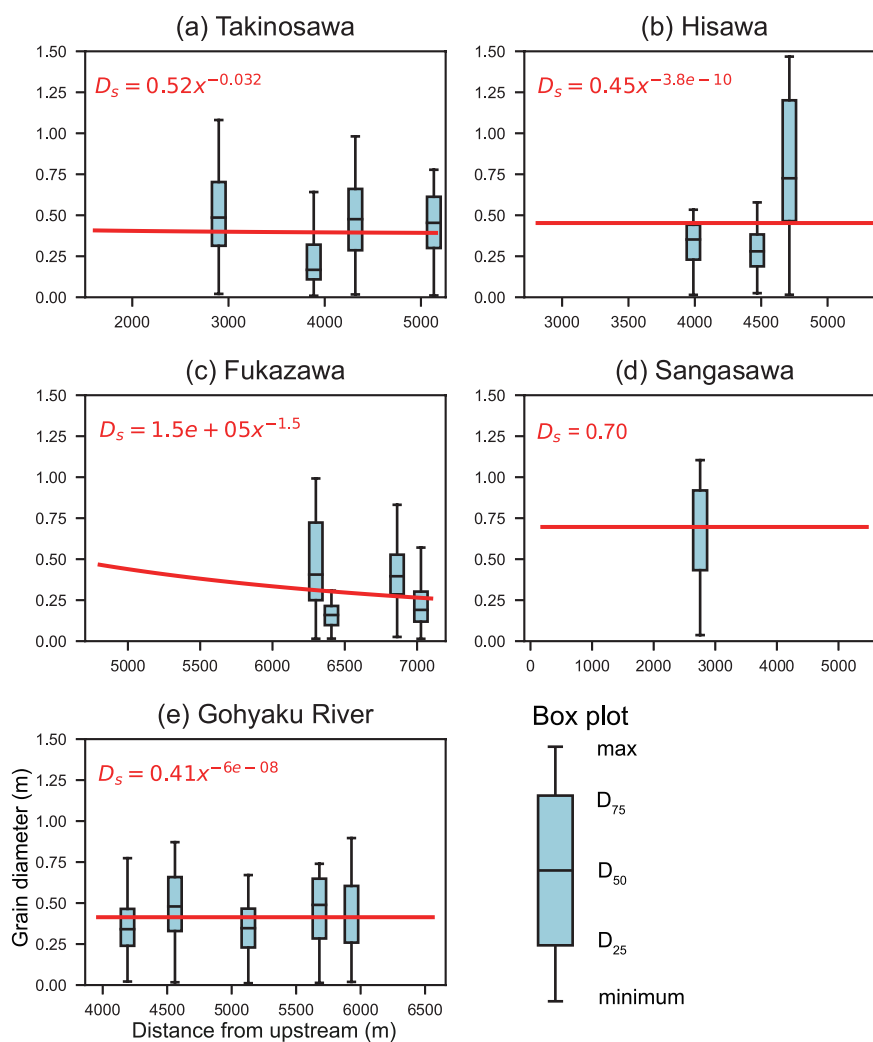 (a) Takinosawa
(b) Hisawa
1.50
1.25
1.00
0.75
0.50
0.25
0.00
D_s = 0.52x^{-0.032}
2000 3000 4000 5000
1.50
1.25
1.00
0.75
0.50
0.25
0.00
D_s = 0.45x^{-3.8e-10}
3000 3500 4000 4500 5000
(c) Fukazawa
(d) Sangasawa
1.50
1.25
1.00
0.75
0.50
0.25
0.00
D_s = 1.5e + 05x^{-1.5}
5000 5500 6000 6500 7000
1.50
1.25
1.00
0.75
0.50
0.25
0.00
D_s = 0.70
0 1000 2000 3000 4000 5000
(e) Gohyaku River
1.50
1.25
1.00
0.75
0.50
0.25
0.00
Grain diameter (m)
D_s = 0.41x^{-6e-08}
4000 4500 5000 5500 6000 6500
Distance from upstream (m)
Box plot
max
D_75
D_50
D_25
minimum